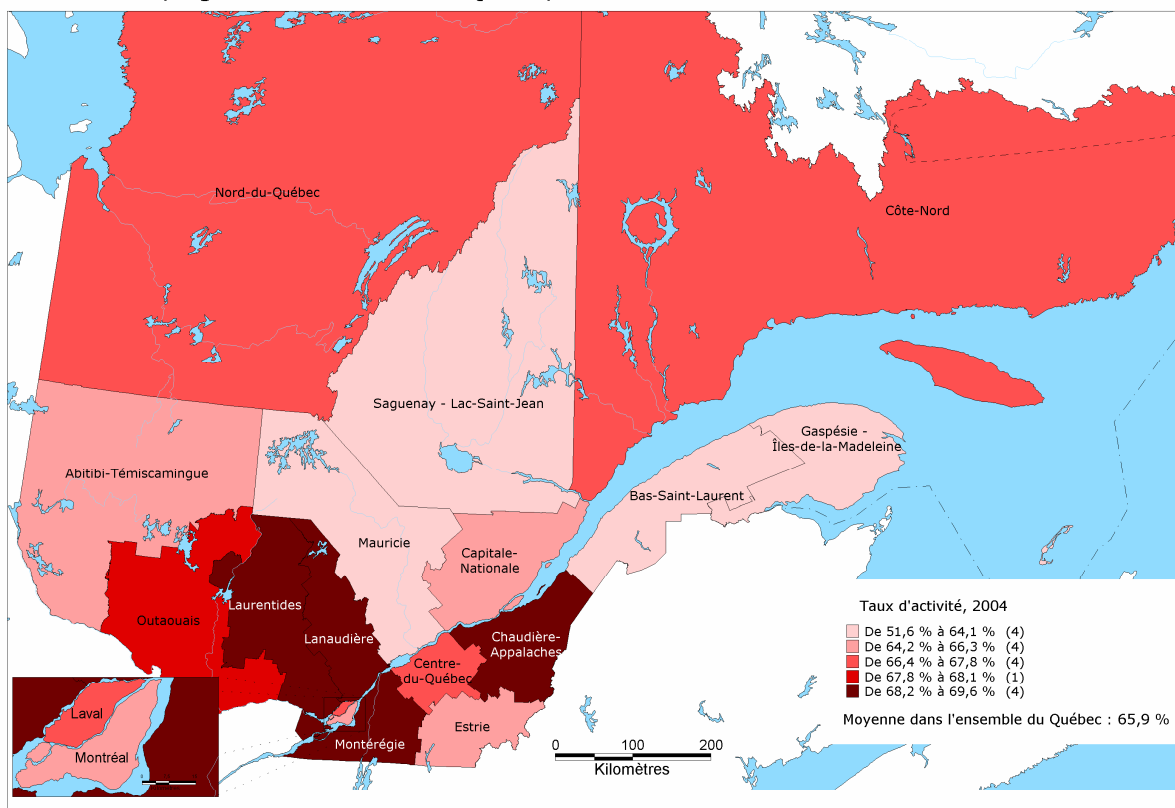 Nord-du-Québec
Côte-Nord
Saguenay - Lac-Saint-Jean
Gaspésie -
Îles-de-la-Madeleine
Abitibi-Témiscamingue
Bas-Saint-Laurent
Mauricie
Capitale-
Nationale
Laurentides
Outaouais
Lanaudière
Chaudière-
Appalaches
Centre-
du-Québec
Laval
Montréal
Montérégie
Estrie
Taux d'activité, 2004
De 51,6 % à 64,1 % (4)
De 64,2 % à 66,3 % (4)
De 66,4 % à 67,8 % (4)
De 67,8 % à 68,1 % (1)
De 68,2 % à 69,6 % (4)
Moyenne dans l'ensemble du Québec : 65,9 %
0 100 200
Kilomètres